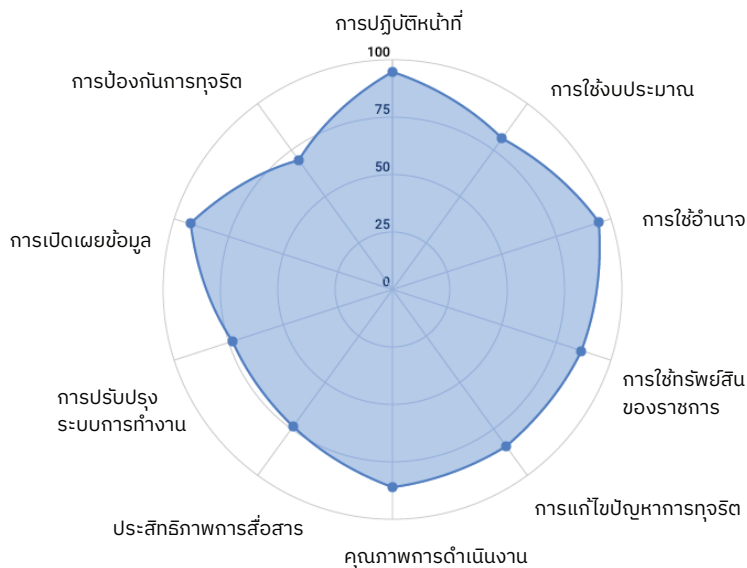 การปฏิบัติหน้าที่
100
การป้องกันการทุจริต
การใช้งบประมาณ
75
50
การใช้อำนาจ
25
การเปิดเผยข้อมูล
0
การใช้ทรัพย์สิน
ของราชการ
การปรับปรุง
ระบบการทำงาน
การแก้ไขปัญหาการทุจริต
ประสิทธิภาพการสื่อสาร
คุณภาพการดำเนินงาน